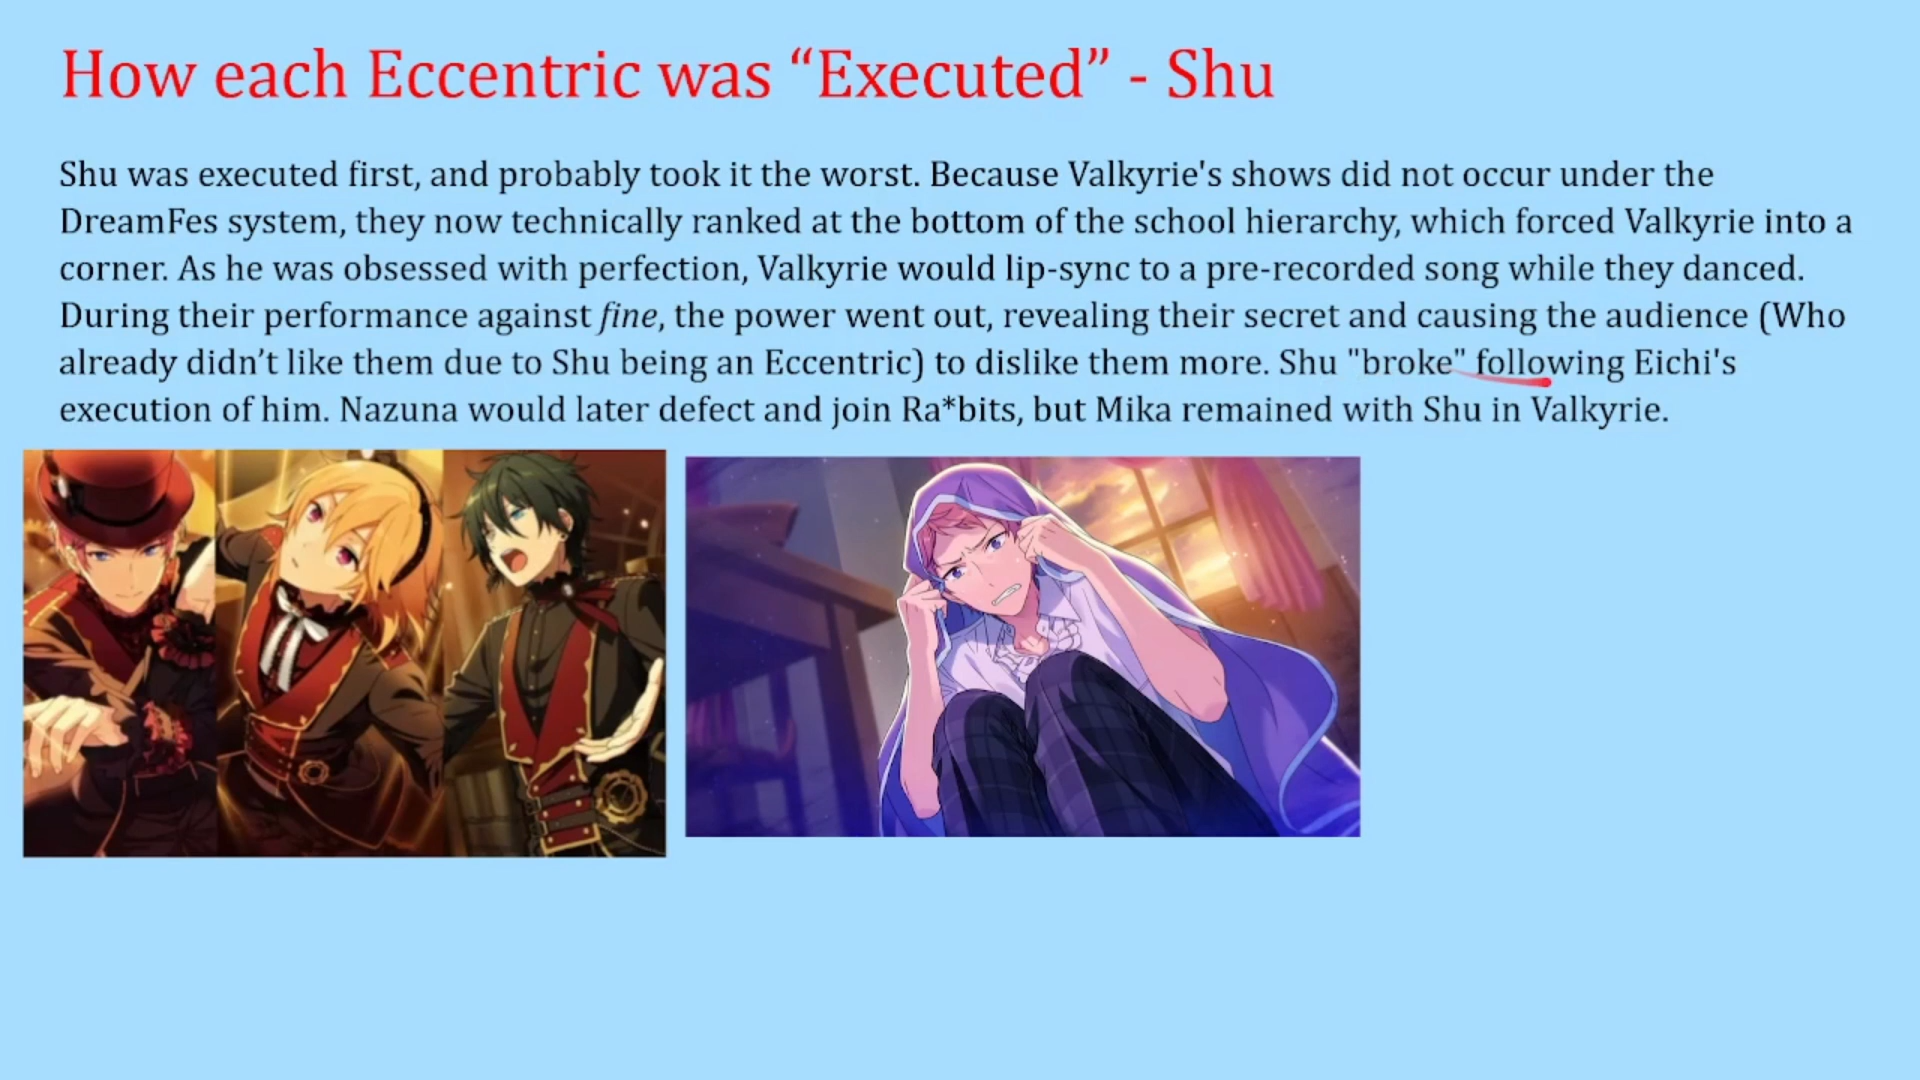 How each Eccentric was “Executed” - Shu
Shu was executed first, and probably took it the worst. Because Valkyrie's shows did not occur under the
DreamFes system, they now technically ranked at the bottom of the school hierarchy, which forced Valkyrie into a
corner. As he was obsessed with perfection, Valkyrie would lip-sync to a pre-recorded song while they danced.
During their performance against fine, the power went out, revealing their secret and causing the audience (Who
already didn’t like them due to Shu being an Eccentric) to dislike them more. Shu "broke" following Eichi's
execution of him. Nazuna would later defect and join Ra*bits, but Mika remained with Shu in Valkyrie.